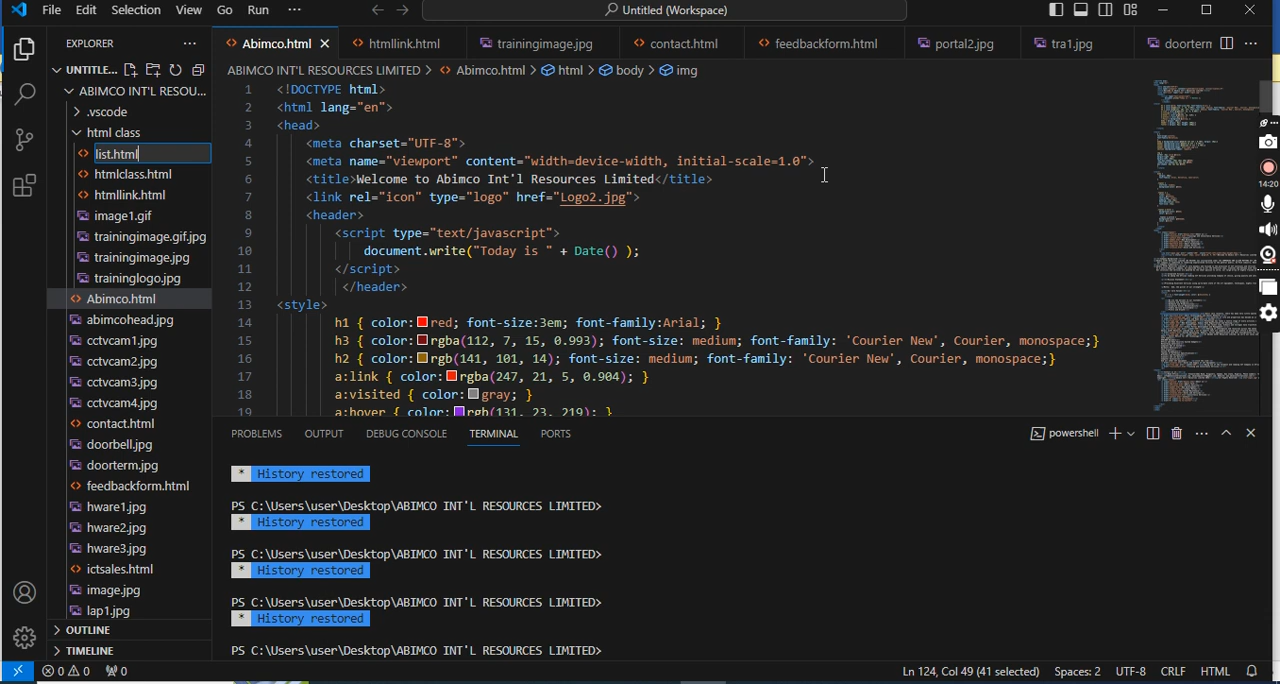 File Edit Selection View Go Run ··· Untitled (Workspace)
EXPLORER ··· Abimco.html htmllink.html trainingimage.jpg contact.html feedbackform.html portal2.jpg tra1.jpg doorterm ···
UNTITLE...
ABIMCO INT'L RESOURCES LIMITED > Abimco.html > html > body > img
ABIMCO INT'L RESOU...
.vscode
html class
list.html
htmlclass.html
htmllink.html
image1.gif
trainingimage.gif.jpg
trainingimage.jpg
traininglogo.jpg
Abimco.html
abimcohead.jpg
cctvcam1.jpg
cctvcam2.jpg
cctvcam3.jpg
cctvcam4.jpg
contact.html
doorbell.jpg
doorterm.jpg
feedbackform.html
hware1.jpg
hware2.jpg
hware3.jpg
ictsales.html
image.jpg
lap1.jpg
OUTLINE
TIMELINE
1 <!DOCTYPE html>
2 <html lang="en">
3 <head>
4 <meta charset="UTF-8">
5 <meta name="viewport" content="width=device-width, initial-scale=1.0">
6 <title>Welcome to Abimco Int'l Resources Limited</title>
7 <link rel="icon" type="logo" href="Logo2.jpg">
8 <header>
9 <script type="text/javascript">
10 document.write("Today is " + Date() );
11 </script>
12 </header>
13 <style>
14 h1 { color: red; font-size:3em; font-family:Arial; }
15 h3 { color: rgba(112, 7, 15, 0.993); font-size: medium; font-family: 'Courier New', Courier, monospace;}
16 h2 { color: rgb(141, 101, 14); font-size: medium; font-family: 'Courier New', Courier, monospace;}
17 a:link { color: rgba(247, 21, 5, 0.904); }
18 a:visited { color: gray; }
19 a:hover { color: rgb(131, 23, 219); }
14:20
PROBLEMS OUTPUT DEBUG CONSOLE TERMINAL PORTS powershell ···
* History restored
PS C:\Users\user\Desktop\ABIMCO INT'L RESOURCES LIMITED>
* History restored
PS C:\Users\user\Desktop\ABIMCO INT'L RESOURCES LIMITED>
* History restored
PS C:\Users\user\Desktop\ABIMCO INT'L RESOURCES LIMITED>
* History restored
PS C:\Users\user\Desktop\ABIMCO INT'L RESOURCES LIMITED>
0 0 0 Ln 124, Col 49 (41 selected) Spaces: 2 UTF-8 CRLF HTML